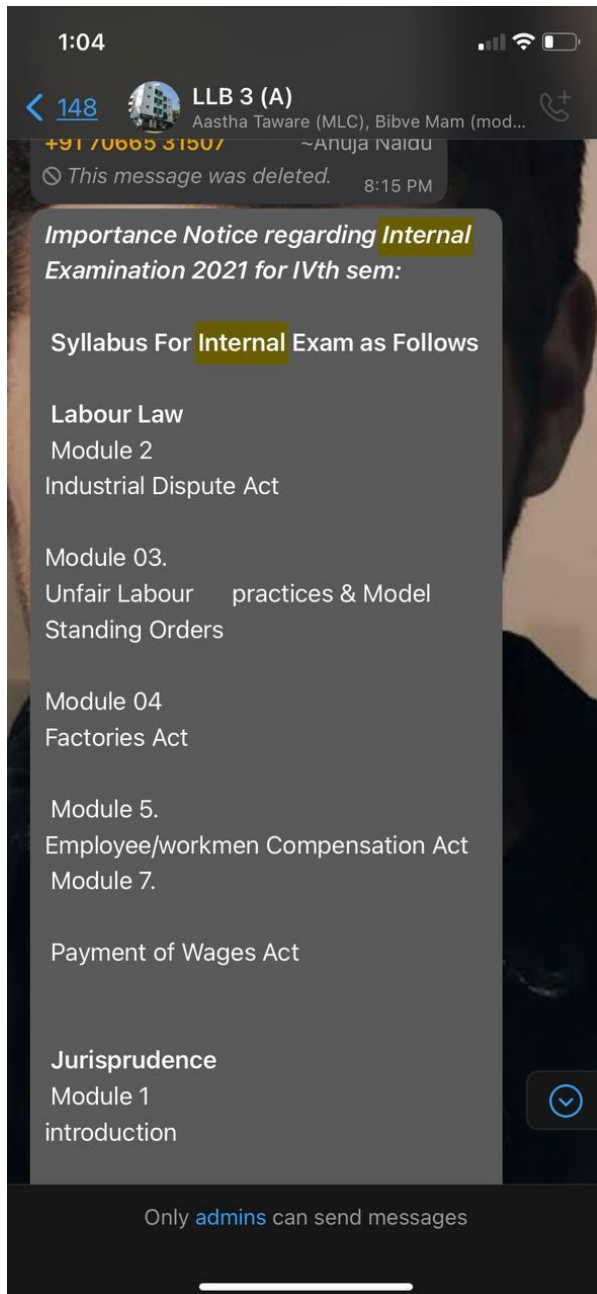 1:04
148
LLB 3 (A)
Aastha Taware (MLC), Bibve Mam (mod...
+91 70665 31507 ~Anuja Naidu
This message was deleted. 8:15 PM
Importance Notice regarding Internal
Examination 2021 for IVth sem:
Syllabus For Internal Exam as Follows
Labour Law
Module 2
Industrial Dispute Act
Module 03.
Unfair Labour practices & Model
Standing Orders
Module 04
Factories Act
Module 5.
Employee/workmen Compensation Act
Module 7.
Payment of Wages Act
Jurisprudence
Module 1
introduction
Only admins can send messages